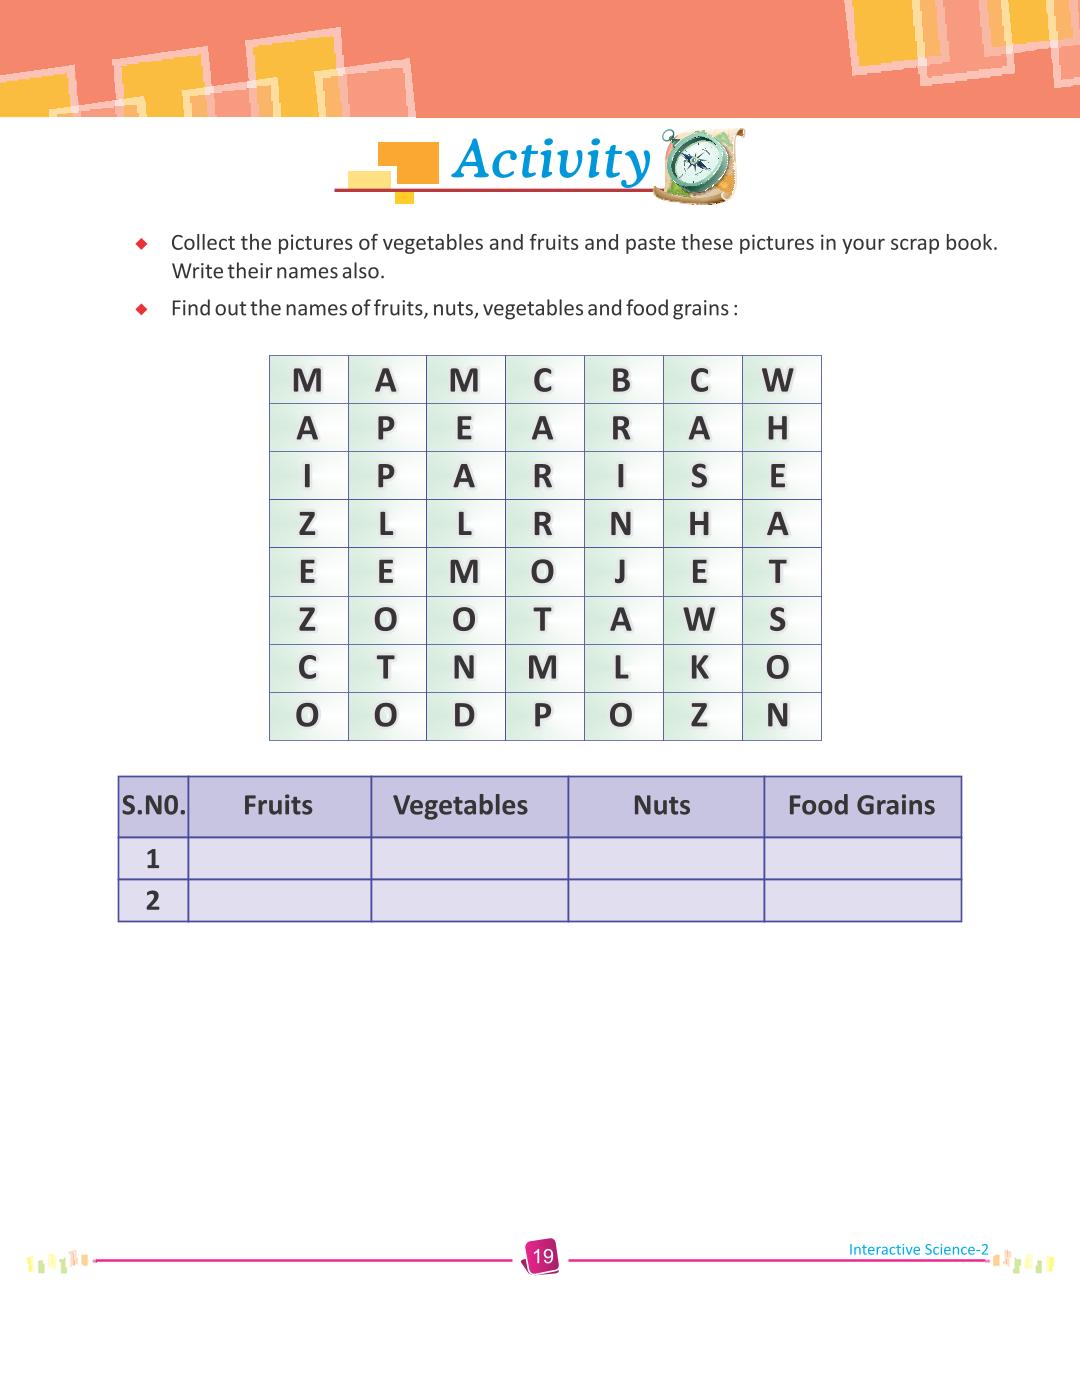 Activity
Collect the pictures of vegetables and fruits and paste these pictures in your scrap book.
Write their names also.
Find out the names of fruits, nuts, vegetables and food grains :
M A M C B C W
A P E A R A H
I P A R I S E
Z L L R N H A
E E M O J E T
Z O O T A W S
C T N M L K O
O O D P O Z N
S.N0. Fruits Vegetables Nuts Food Grains
1
2
19
Interactive Science-2